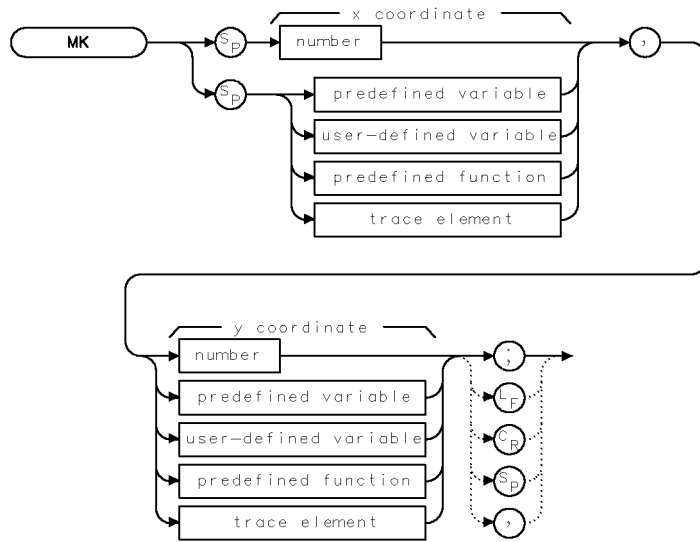 x coordinate
MK
SP
number
,
SP
predefined variable
user-defined variable
predefined function
trace element
y coordinate
number
;
predefined variable
LF
user-defined variable
CR
predefined function
SP
trace element
,